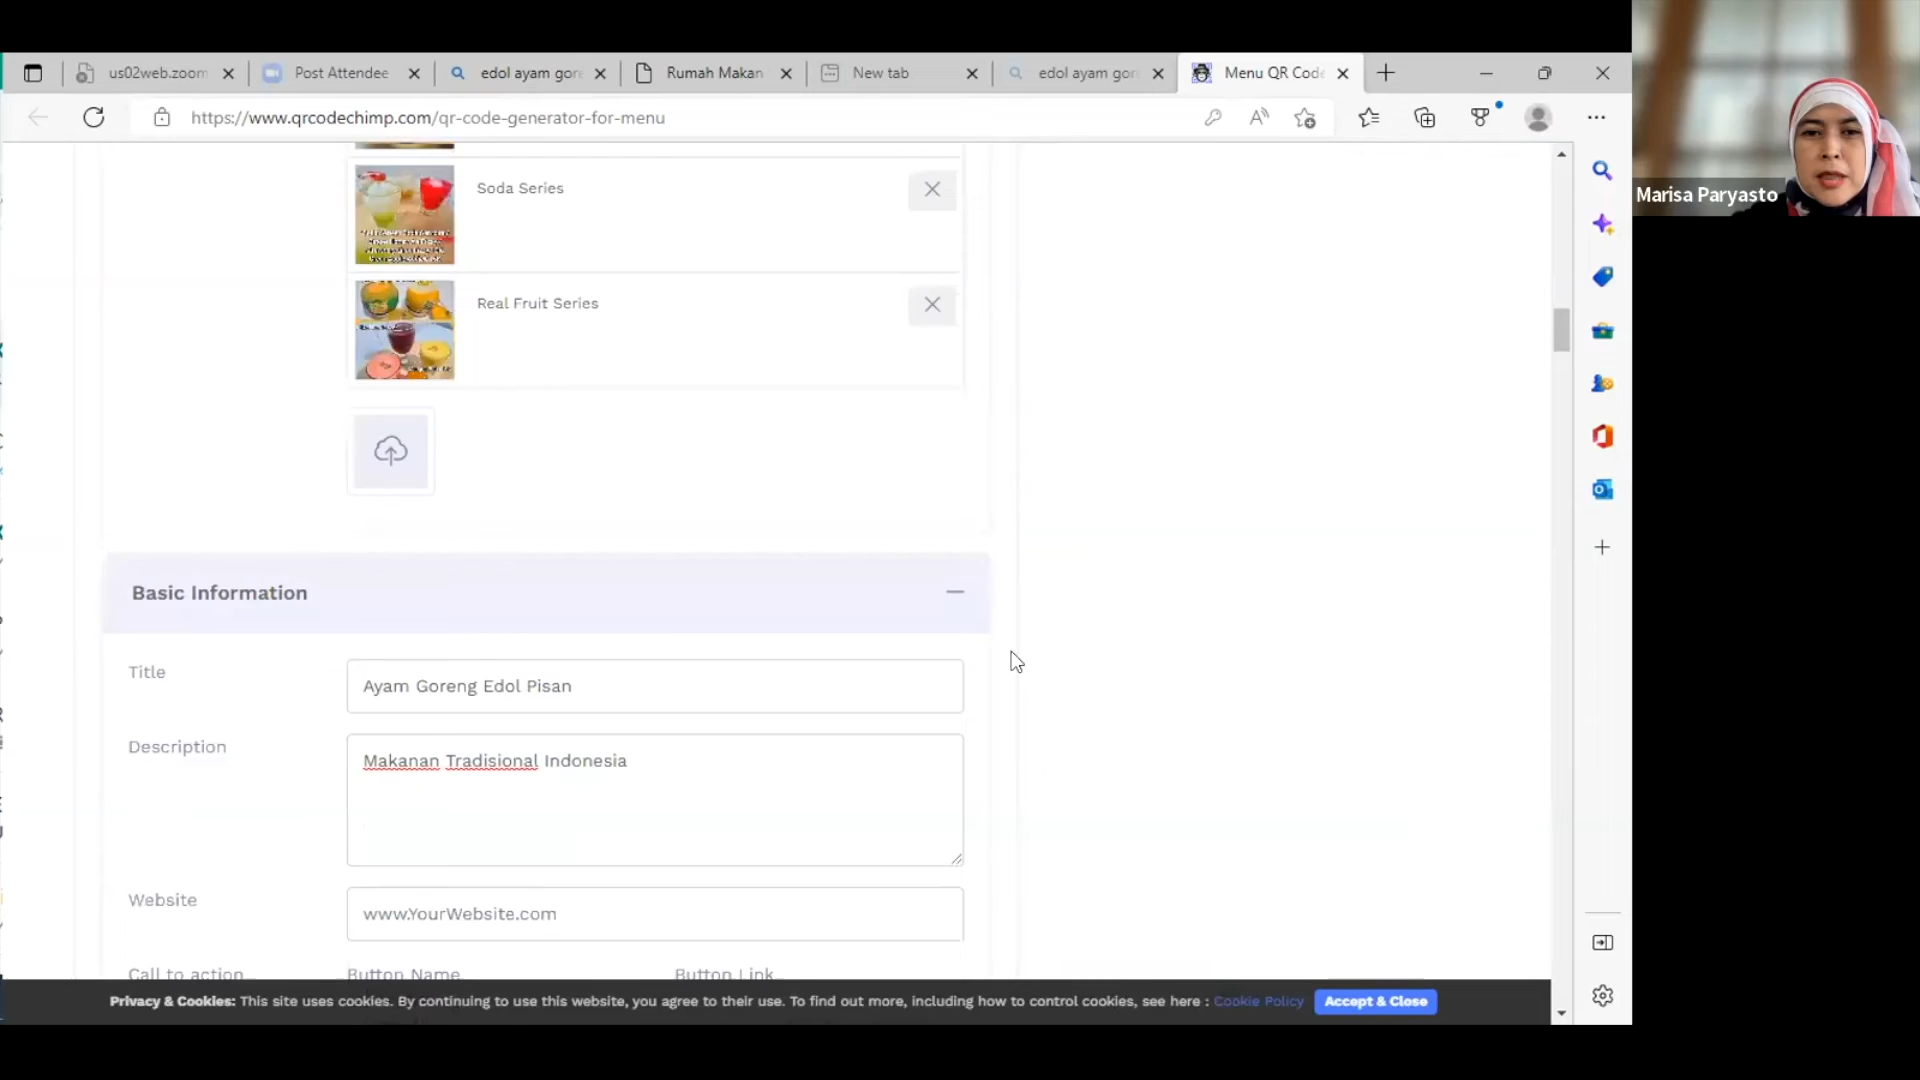 us02web.zoom
Post Attendee
edol ayam gore
Rumah Makan
New tab
edol ayam gor
Menu QR Code
https://www.qrcodechimp.com/qr-code-generator-for-menu
Marisa Paryasto
Soda Series
Real Fruit Series
Basic Information
Title
Ayam Goreng Edol Pisan
Description
Makanan Tradisional Indonesia
Website
www.YourWebsite.com
Call to action
Button Name
Button Link
Privacy & Cookies: This site uses cookies. By continuing to use this website, you agree to their use. To find out more, including how to control cookies, see here : Cookie Policy
Accept & Close